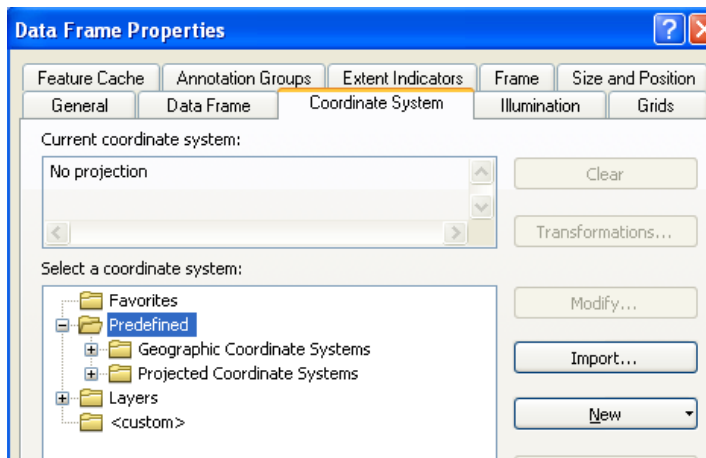 Data Frame Properties
Feature Cache Annotation Groups Extent Indicators Frame Size and Position
General Data Frame Coordinate System Illumination Grids
Current coordinate system:
No projection
Clear
Transformations...
Select a coordinate system:
Favorites
Predefined
Geographic Coordinate Systems
Projected Coordinate Systems
Layers
<custom>
Modify...
Import...
New